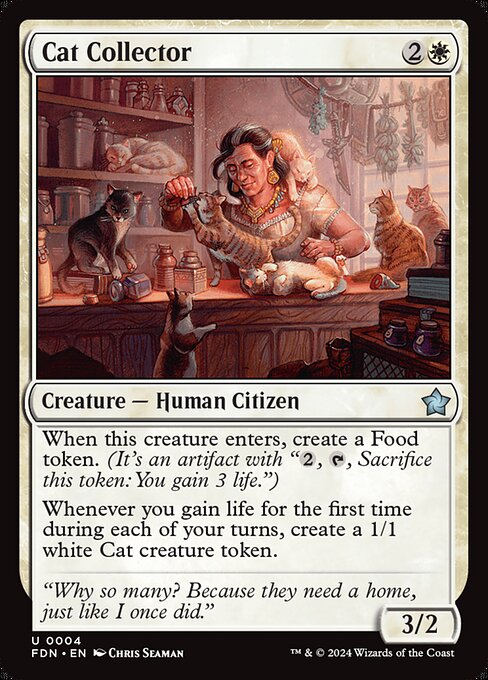 Cat Collector 2
Creature — Human Citizen
When this creature enters, create a Food
token. (It's an artifact with “2, , Sacrifice
this token: You gain 3 life.”)
Whenever you gain life for the first time
during each of your turns, create a 1/1
white Cat creature token.
“Why so many? Because they need a home,
just like I once did.”
3/2
U 0004
FDN • EN Chris Seaman
™ & © 2024 Wizards of the Coast